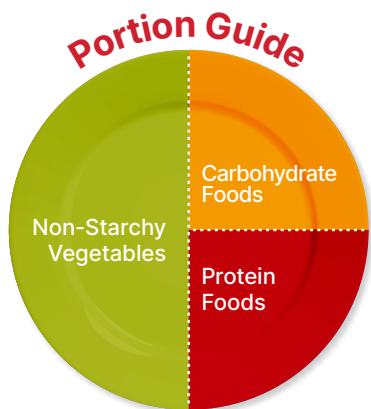 Portion Guide
Non-Starchy
Vegetables
Carbohydrate
Foods
Protein
Foods